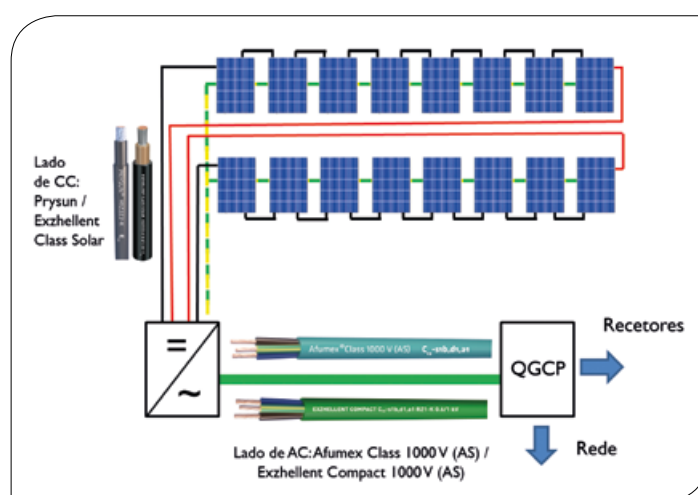 Lado
de CC:
Prysun /
Exzhellent
Class Solar
=
~
Afumex Class 1000 V (AS)
EXZHELLENT COMPACT
QGCP
Recetores
Rede
Lado de AC: Afumex Class 1000 V (AS) /
Exzhellent Compact 1000 V (AS)